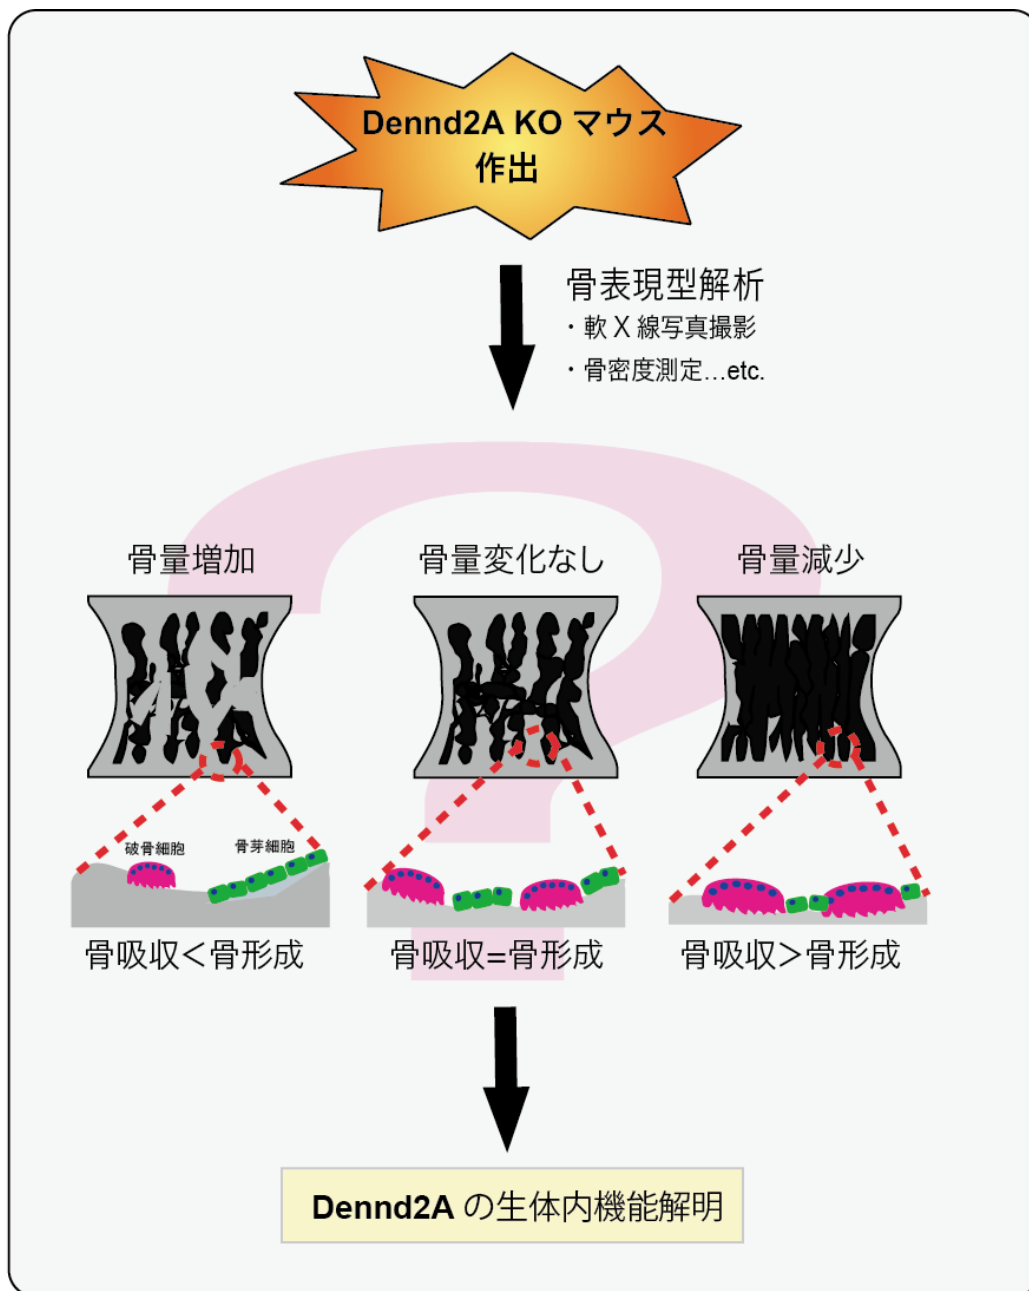 Dennd2A KO マウス
作出
骨表現型解析
・軟X線写真撮影
・骨密度測定...etc.
骨量増加 骨量変化なし 骨量減少
破骨細胞 骨芽細胞
骨吸収<骨形成 骨吸収=骨形成 骨吸収>骨形成
Dennd2A の生体内機能解明